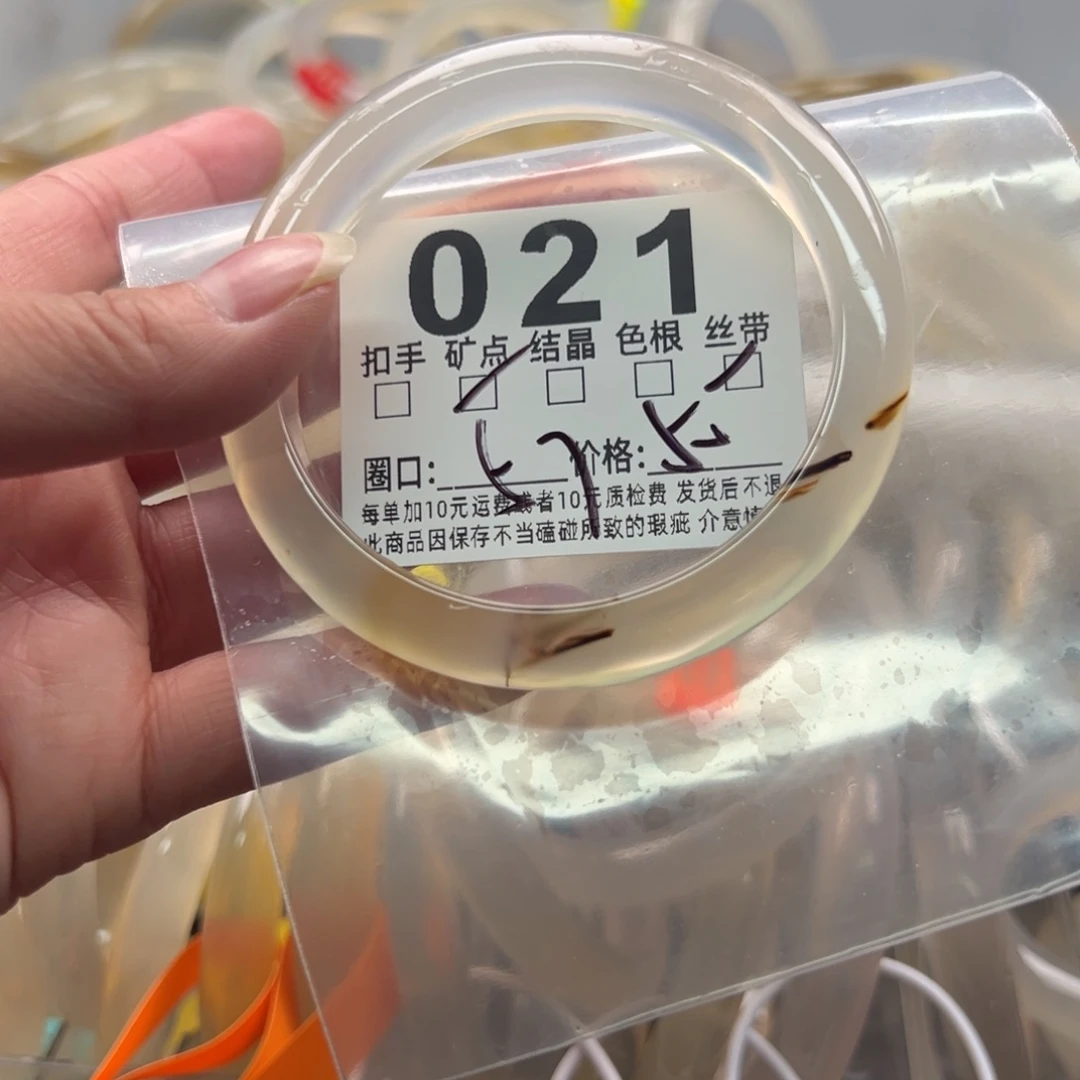 021
扣手 矿点 结晶 色根 丝带
圈口: 57 价格:
每单加10元运费或者10元质检费 发货后不退
此商品因保存不当磕碰所致的瑕疵 介意慎